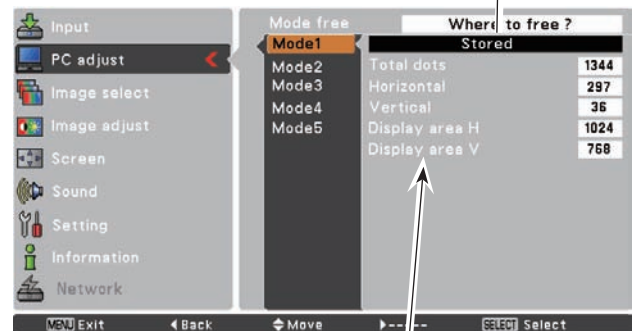 Input
PC adjust
Image select
Image adjust
Screen
Sound
Setting
Information
Network
Mode free
Where to free ?
Mode1
Stored
Mode2
Total dots 1344
Mode3
Horizontal 297
Mode4
Vertical 36
Mode5
Display area H 1024
Display area V 768
MENU Exit
Back
Move
-----
SELECT Select